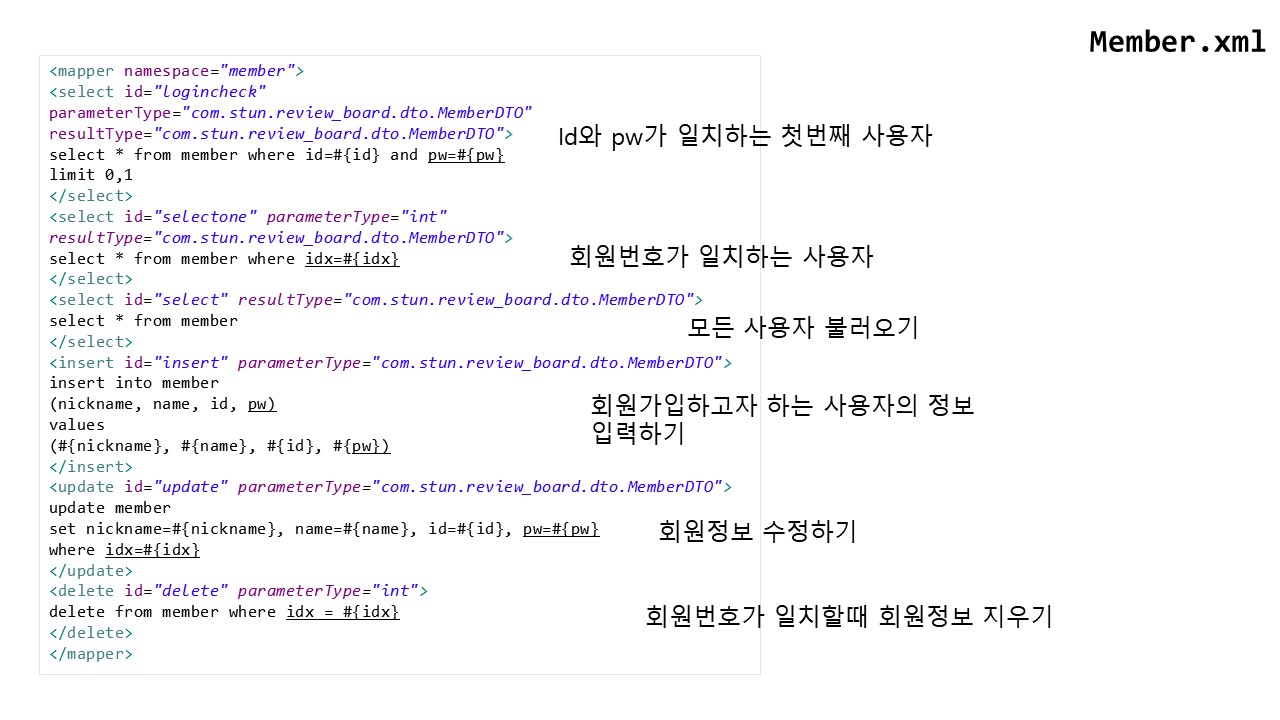 Member.xml
<mapper namespace="member">
<select id="logincheck"
parameterType="com.stun.review_board.dto.MemberDTO"
resultType="com.stun.review_board.dto.MemberDTO">
Id와 pw가 일치하는 첫번째 사용자
select * from member where id=#{id} and pw=#{pw}
limit 0,1
</select>
<select id="selectone" parameterType="int"
resultType="com.stun.review_board.dto.MemberDTO">
회원번호가 일치하는 사용자
select * from member where idx=#{idx}
</select>
<select id="select" resultType="com.stun.review_board.dto.MemberDTO">
select * from member
모든 사용자 불러오기
</select>
<insert id="insert" parameterType="com.stun.review_board.dto.MemberDTO">
insert into member
(nickname, name, id, pw)
회원가입하고자 하는 사용자의 정보
입력하기
values
(#{nickname}, #{name}, #{id}, #{pw})
</insert>
<update id="update" parameterType="com.stun.review_board.dto.MemberDTO">
update member
set nickname=#{nickname}, name=#{name}, id=#{id}, pw=#{pw}
회원정보 수정하기
where idx=#{idx}
</update>
<delete id="delete" parameterType="int">
delete from member where idx = #{idx}
회원번호가 일치할때 회원정보 지우기
</delete>
</mapper>